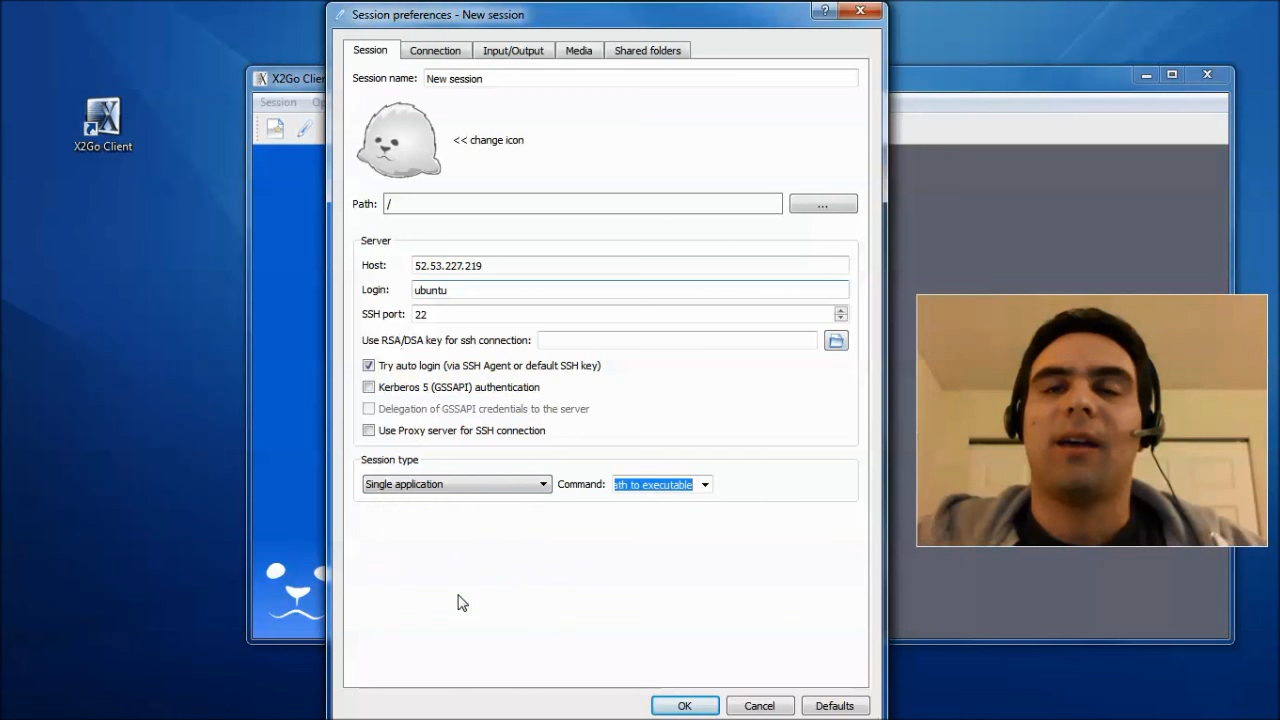 Session preferences - New session
?
Session
Connection
Input/Output
Media
Shared folders
Session name:
New session
<< change icon
Path:
/
...
Server
Host:
52.53.227.219
Login:
ubuntu
SSH port:
22
Use RSA/DSA key for ssh connection:
Try auto login (via SSH Agent or default SSH key)
Kerberos 5 (GSSAPI) authentication
Delegation of GSSAPI credentials to the server
Use Proxy server for SSH connection
Session type
Single application
Command:
ath to executable
OK
Cancel
Defaults
X2Go Clie
Session
O
X2Go Client